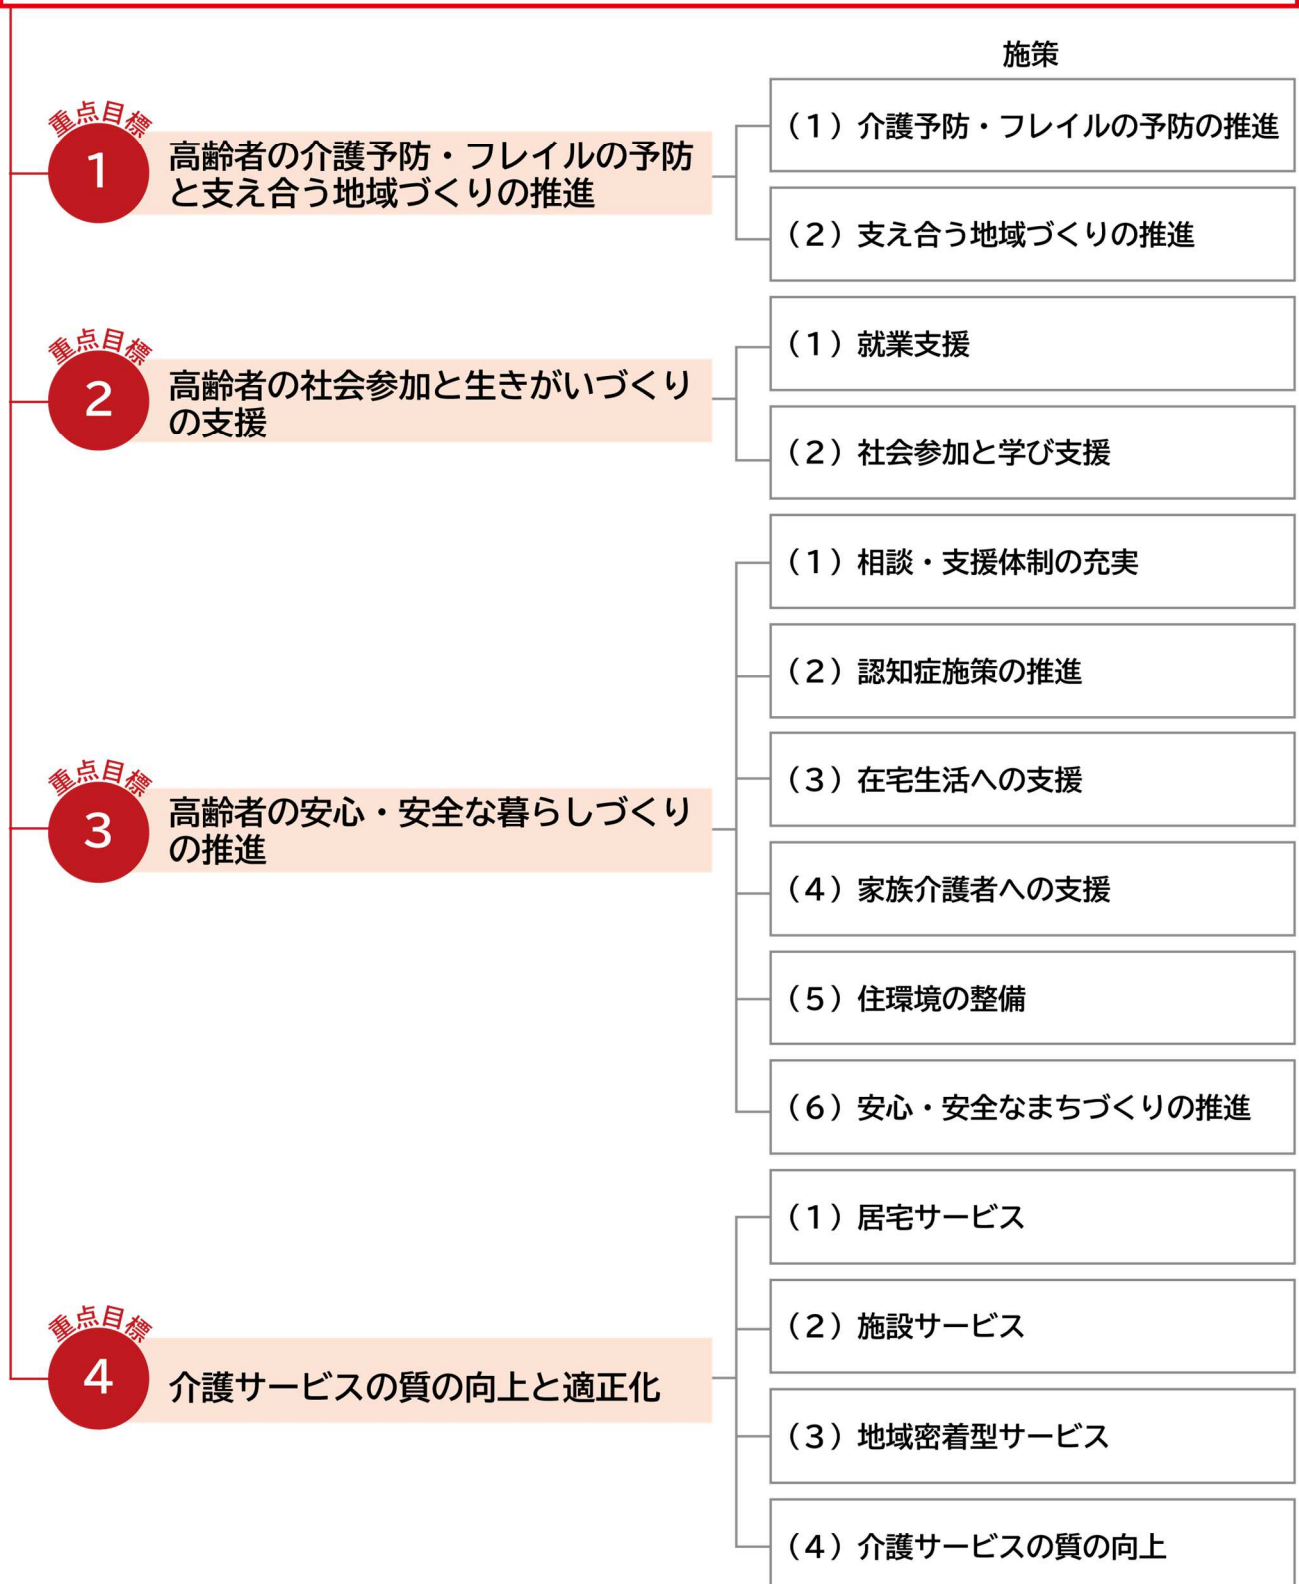 施策
重点目標
1
高齢者の介護予防・フレイルの予防
と支え合う地域づくりの推進
（1）介護予防・フレイルの予防の推進
（2）支え合う地域づくりの推進
重点目標
2
高齢者の社会参加と生きがいづくり
の支援
（1）就業支援
（2）社会参加と学び支援
重点目標
3
高齢者の安心・安全な暮らしづくり
の推進
（1）相談・支援体制の充実
（2）認知症施策の推進
（3）在宅生活への支援
（4）家族介護者への支援
（5）住環境の整備
（6）安心・安全なまちづくりの推進
重点目標
4
介護サービスの質の向上と適正化
（1）居宅サービス
（2）施設サービス
（3）地域密着型サービス
（4）介護サービスの質の向上